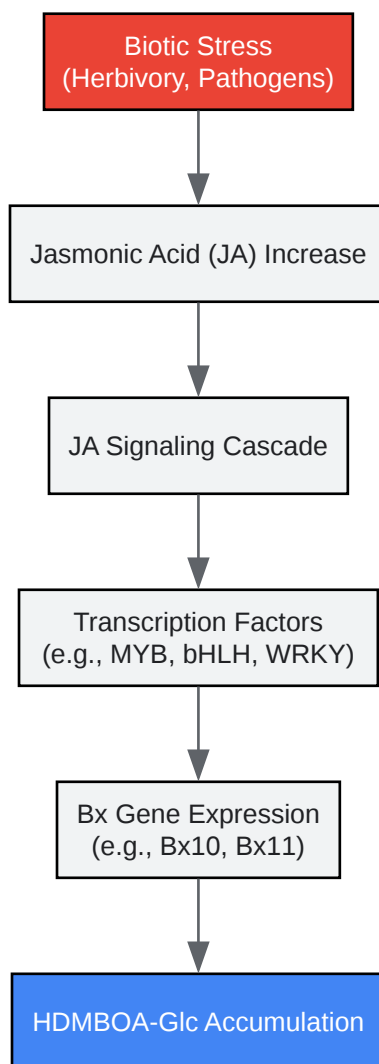 Biotic Stress
(Herbivory, Pathogens)
Jasmonic Acid (JA) Increase
JA Signaling Cascade
Transcription Factors
(e.g., MYB, bHLH, WRKY)
Bx Gene Expression
(e.g., Bx10, Bx11)
HDMBOA-Glc Accumulation